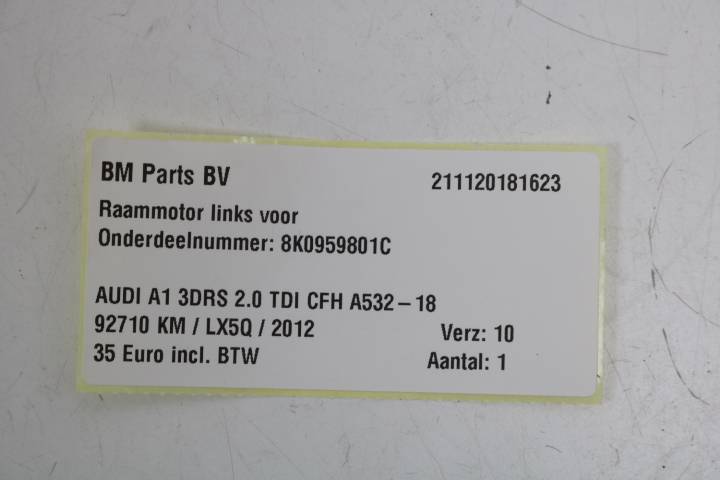 BM Parts BV 211120181623
Raammotor links voor
Onderdeelnummer: 8K0959801C
AUDI A1 3DRS 2.0 TDI CFH A532-18
92710 KM / LX5Q / 2012 Verz: 10
35 Euro incl. BTW Aantal: 1